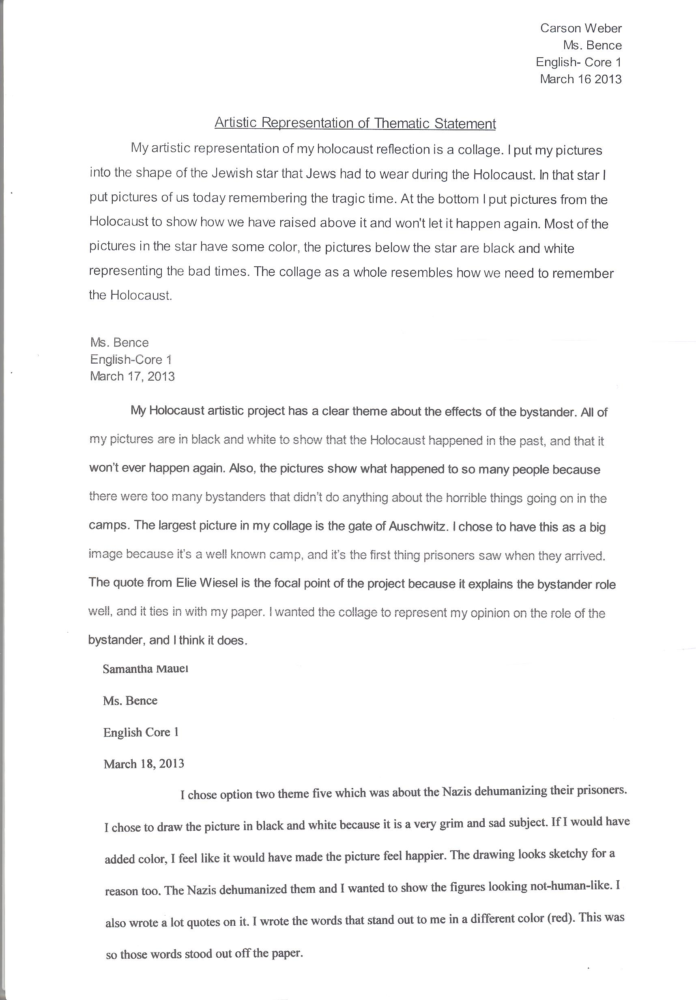 Carson Weber
Ms. Bence
English- Core 1
March 16 2013
Artistic Representation of Thematic Statement
My artistic representation of my holocaust reflection is a collage. I put my pictures
into the shape of the Jewish star that Jews had to wear during the Holocaust. In that star I
put pictures of us today remembering the tragic time. At the bottom I put pictures from the
Holocaust to show how we have raised above it and won't let it happen again. Most of the
pictures in the star have some color, the pictures below the star are black and white
representing the bad times. The collage as a whole resembles how we need to remember
the Holocaust.
Ms. Bence
English-Core 1
March 17, 2013
My Holocaust artistic project has a clear theme about the effects of the bystander. All of
my pictures are in black and white to show that the Holocaust happened in the past, and that it
won't ever happen again. Also, the pictures show what happened to so many people because
there were too many bystanders that didn't do anything about the horrible things going on in the
camps. The largest picture in my collage is the gate of Auschwitz. I chose to have this as a big
image because it's a well known camp, and it's the first thing prisoners saw when they arrived.
The quote from Elie Wiesel is the focal point of the project because it explains the bystander role
well, and it ties in with my paper. I wanted the collage to represent my opinion on the role of the
bystander, and I think it does.
Samantha Mauel
Ms. Bence
English Core 1
March 18, 2013
I chose option two theme five which was about the Nazis dehumanizing their prisoners.
I chose to draw the picture in black and white because it is a very grim and sad subject. If I would have
added color, I feel like it would have made the picture feel happier. The drawing looks sketchy for a
reason too. The Nazis dehumanized them and I wanted to show the figures looking not-human-like. I
also wrote a lot quotes on it. I wrote the words that stand out to me in a different color (red). This was
so those words stood out off the paper.